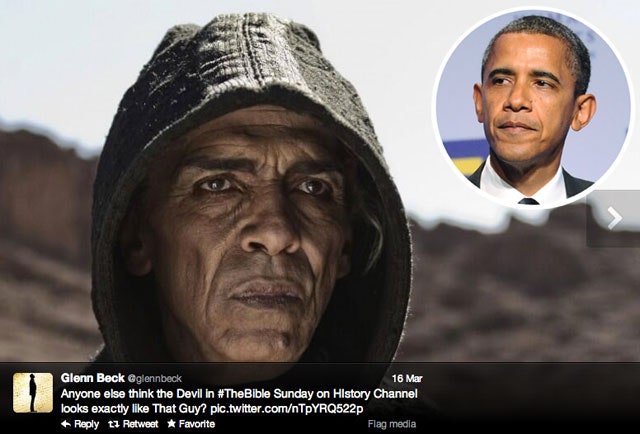 Glenn Beck @glennbeck 16 Mar
Anyone else think the Devil in #TheBible Sunday on HIstory Channel
looks exactly like That Guy? pic.twitter.com/nTpYRQ522p
Reply Retweet Favorite Flag media